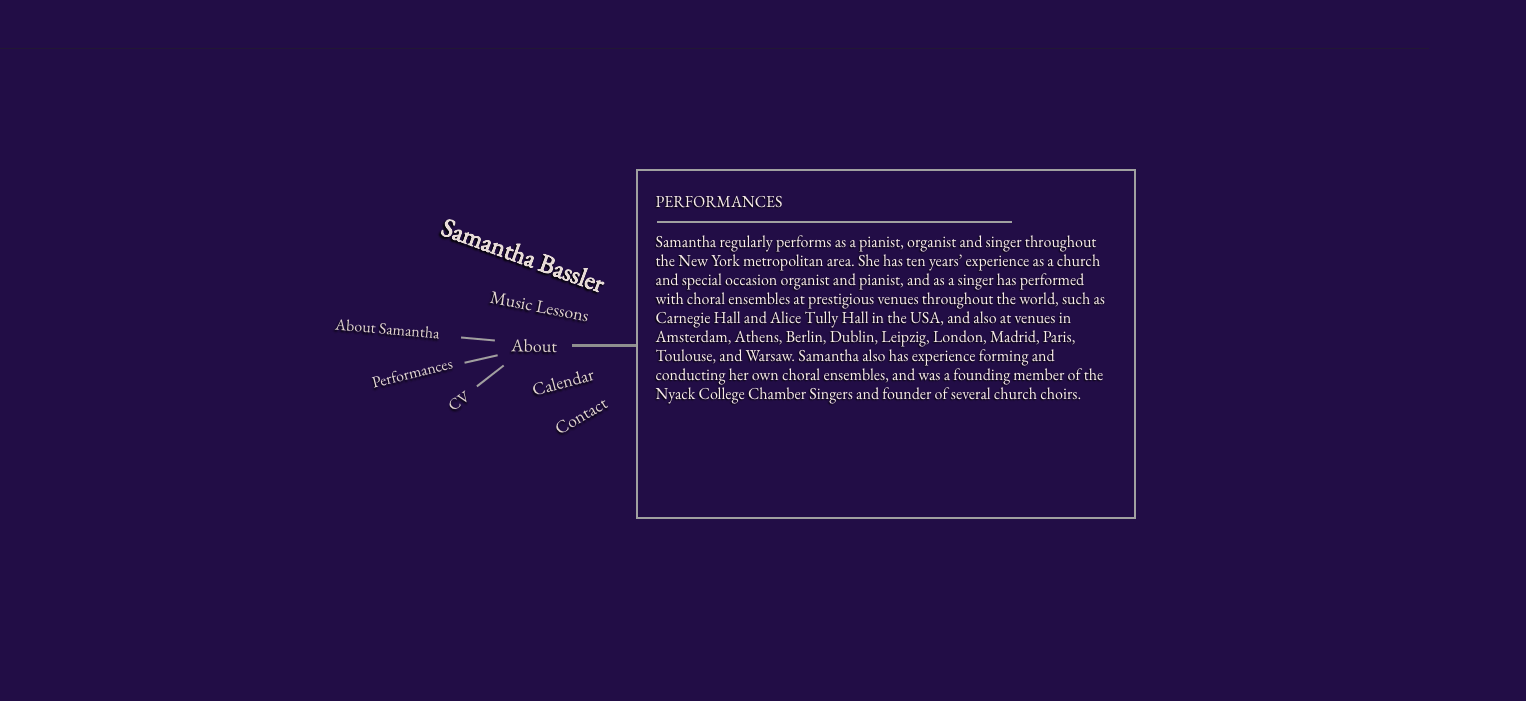 Samantha Bassler
Music Lessons
About Samantha
About
Performances
CV
Calendar
Contact
PERFORMANCES
Samantha regularly performs as a pianist, organist and singer throughout
the New York metropolitan area. She has ten years’ experience as a church
and special occasion organist and pianist, and as a singer has performed
with choral ensembles at prestigious venues throughout the world, such as
Carnegie Hall and Alice Tully Hall in the USA, and also at venues in
Amsterdam, Athens, Berlin, Dublin, Leipzig, London, Madrid, Paris,
Toulouse, and Warsaw. Samantha also has experience forming and
conducting her own choral ensembles, and was a founding member of the
Nyack College Chamber Singers and founder of several church choirs.